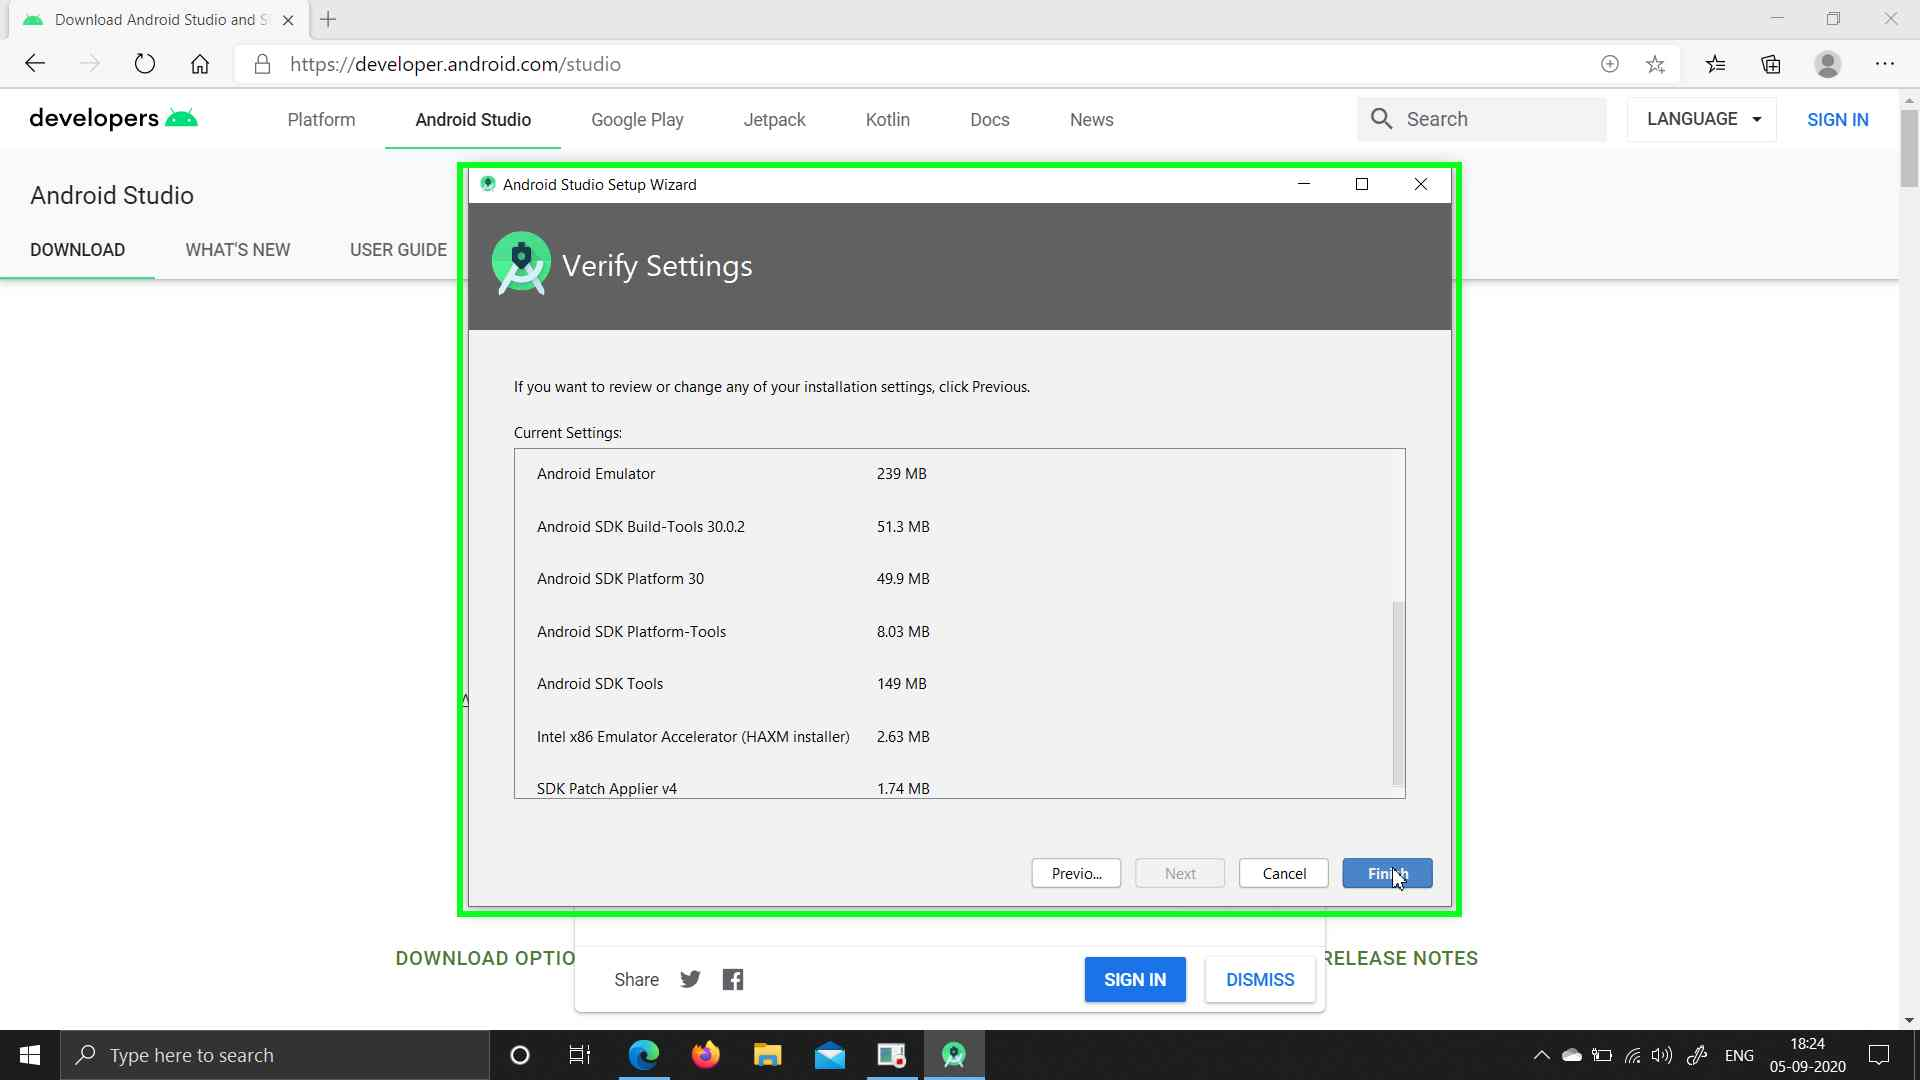 Download Android Studio and S
https://developer.android.com/studio
developers
Platform
Android Studio
Google Play
Jetpack
Kotlin
Docs
News
Search
LANGUAGE
SIGN IN
Android Studio
DOWNLOAD
WHAT'S NEW
USER GUIDE
Android Studio Setup Wizard
Verify Settings
If you want to review or change any of your installation settings, click Previous.
Current Settings:
Android Emulator 239 MB
Android SDK Build-Tools 30.0.2 51.3 MB
Android SDK Platform 30 49.9 MB
Android SDK Platform-Tools 8.03 MB
Android SDK Tools 149 MB
Intel x86 Emulator Accelerator (HAXM installer) 2.63 MB
SDK Patch Applier v4 1.74 MB
Previo...
Next
Cancel
Finish
DOWNLOAD OPTIO
RELEASE NOTES
Share
SIGN IN
DISMISS
Type here to search
ENG
18:24
05-09-2020